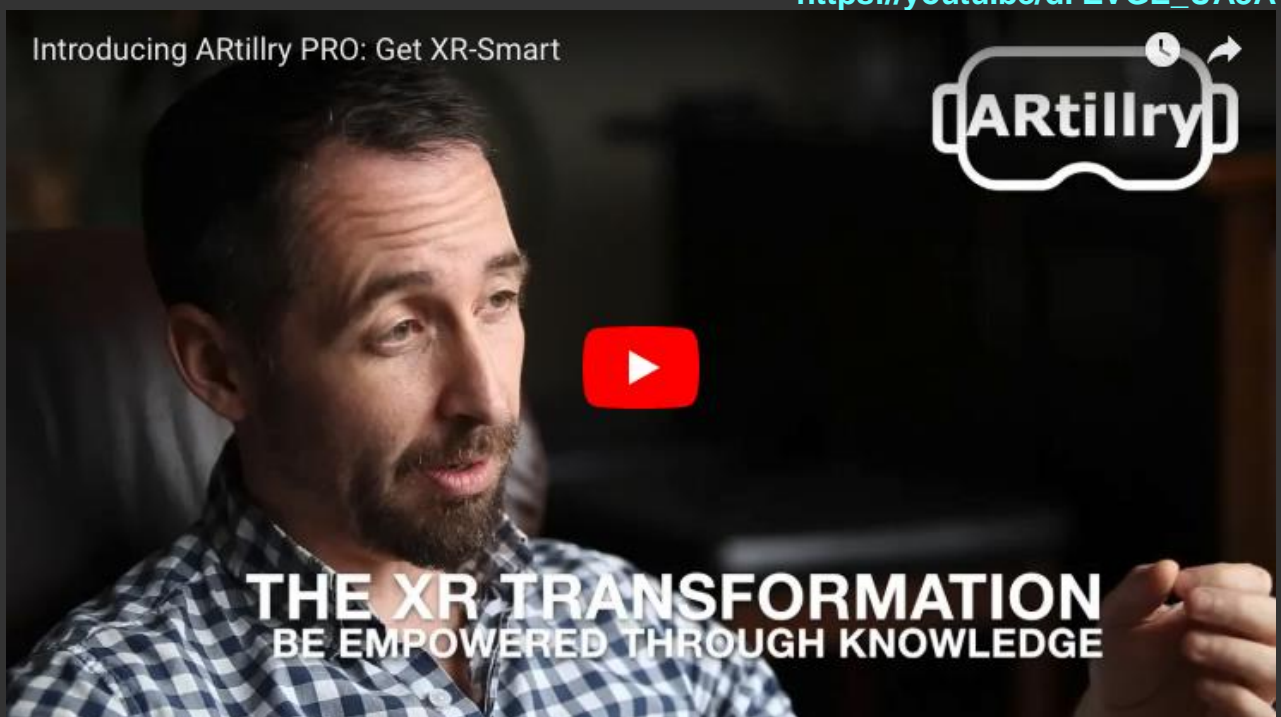 Introducing ARtillry PRO: Get XR-Smart
ARtillry
THE XR TRANSFORMATION
BE EMPOWERED THROUGH KNOWLEDGE